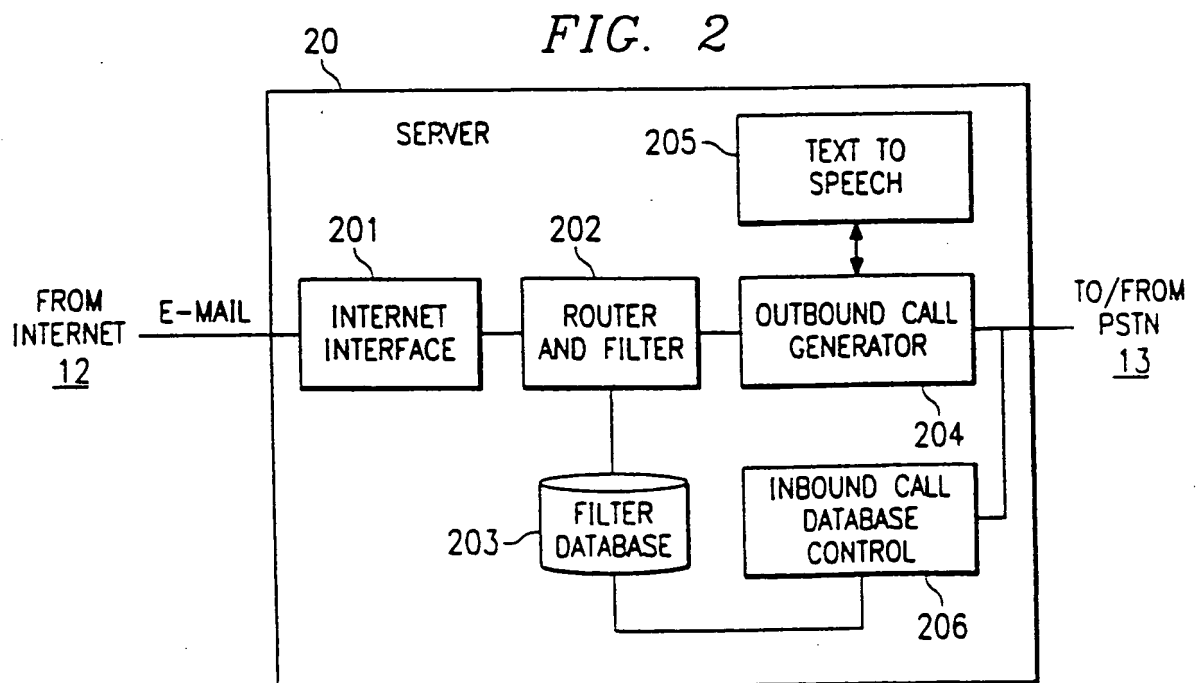 FIG. 2
20
SERVER
205
TEXT TO
SPEECH
201
202
FROM
INTERNET
12
E-MAIL
INTERNET
INTERFACE
ROUTER
AND FILTER
OUTBOUND CALL
GENERATOR
TO/FROM
PSTN
13
204
203
FILTER
DATABASE
INBOUND CALL
DATABASE
CONTROL
206